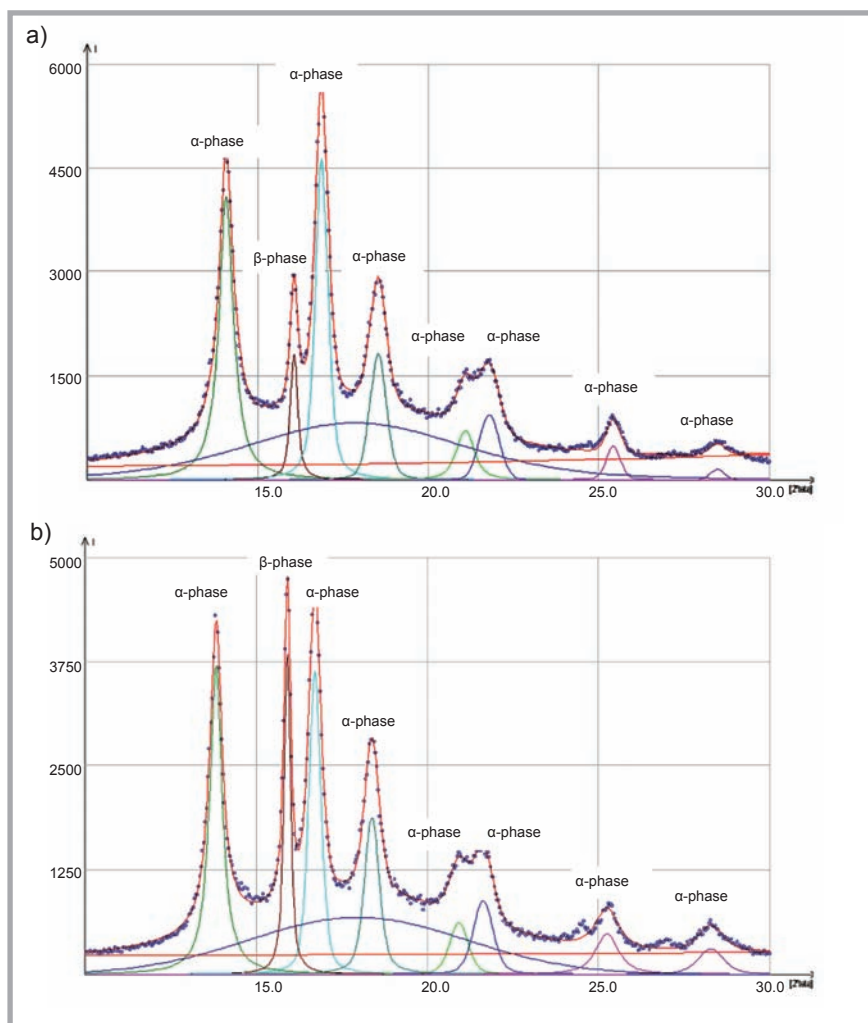 a)
I
6000
α-phase
4500
α-phase
3000
β-phase
α-phase
α-phase
α-phase
1500
α-phase
α-phase
15.0
20.0
25.0
30.0
b)
I
5000
β-phase
α-phase
α-phase
3750
α-phase
2500
α-phase
α-phase
1250
α-phase
α-phase
15.0
20.0
25.0
20.0